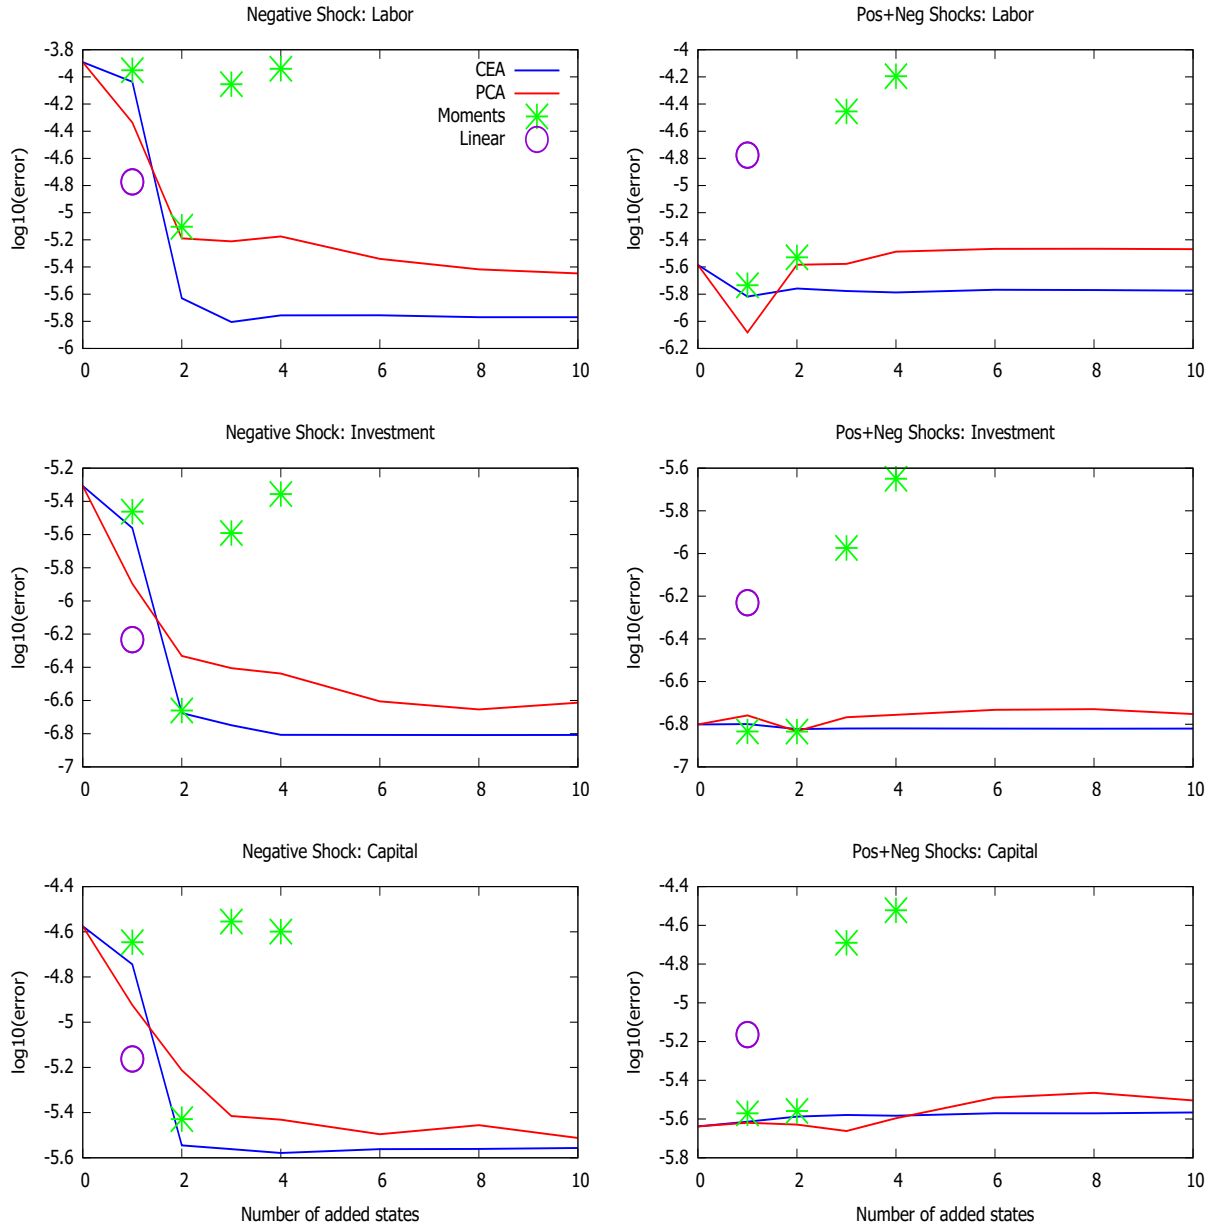 Negative Shock: Labor
-3.8
-4
-4.2
-4.4
-4.6
-4.8
-5
-5.2
-5.4
-5.6
-5.8
-6
0 2 4 6 8 10
log10(error)
CEA
PCA
Moments
Linear
Pos+Neg Shocks: Labor
-4
-4.2
-4.4
-4.6
-4.8
-5
-5.2
-5.4
-5.6
-5.8
-6
-6.2
0 2 4 6 8 10
log10(error)
Negative Shock: Investment
-5.2
-5.4
-5.6
-5.8
-6
-6.2
-6.4
-6.6
-6.8
-7
0 2 4 6 8 10
log10(error)
Pos+Neg Shocks: Investment
-5.6
-5.8
-6
-6.2
-6.4
-6.6
-6.8
-7
0 2 4 6 8 10
log10(error)
Negative Shock: Capital
-4.4
-4.6
-4.8
-5
-5.2
-5.4
-5.6
0 2 4 6 8 10
log10(error)
Number of added states
Pos+Neg Shocks: Capital
-4.4
-4.6
-4.8
-5
-5.2
-5.4
-5.6
-5.8
0 2 4 6 8 10
log10(error)
Number of added states